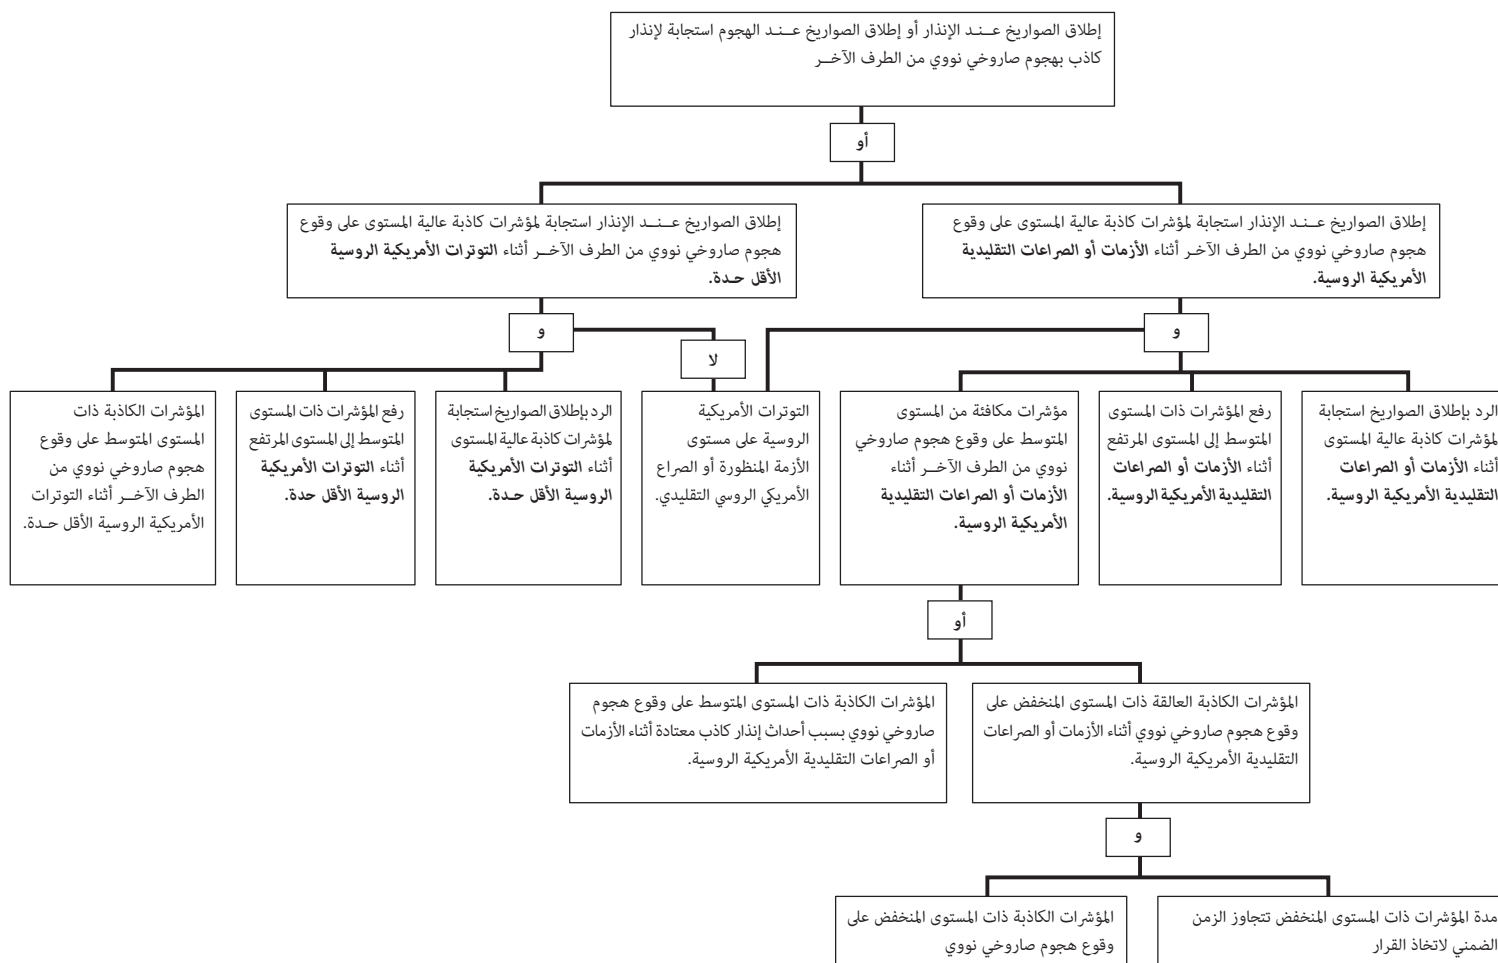 إطلاق الصواريخ عــند الإنذار أو إطلاق الصواريخ عــند الهجوم استجابة لإنذار
كاذب بهجوم صاروخي نووي من الطرف الآخــر
أو
إطلاق الصواريخ عـند الإنذار استجابة لمؤشرات كاذبة عالية المستوى على وقوع
هجوم صاروخي نووي من الطرف الآخـر أثناء الأزمات أو الصراعات التقليدية
الأمريكية الروسية.
إطلاق الصواريخ عــند الإنذار استجابة لمؤشرات كاذبة عالية المستوى على وقوع
هجوم صاروخي نووي من الطرف الآخــر أثناء التوترات الأمريكية الروسية
الأقل حـدة.
و
و
لا
الرد بإطلاق الصواريخ استجابة
لمؤشرات كاذبة عالية المستوى
أثناء الأزمات أو الصراعات
التقليدية الأمريكية الروسية.
رفع المؤشرات ذات المستوى
المتوسط إلى المستوى المرتفع
أثناء الأزمات أو الصراعات
التقليدية الأمريكية الروسية.
مؤشرات مكافئة من المستوى
المتوسط على وقوع هجوم صاروخي
نووي من الطرف الآخــر أثناء
الأزمات أو الصراعات التقليدية
الأمريكية الروسية.
التوترات الأمريكية
الروسية على مستوى
الأزمة المنظورة أو الصراع
الأمريكي الروسي التقليدي.
الرد بإطلاق الصواريخ استجابة
لمؤشرات كاذبة عالية المستوى
أثناء التوترات الأمريكية
الروسية الأقل حـدة.
رفع المؤشرات ذات المستوى
المتوسط إلى المستوى المرتفع
أثناء التوترات الأمريكية
الروسية الأقل حدة.
المؤشرات الكاذبة ذات
المستوى المتوسط على وقوع
هجوم صاروخي نووي من
الطرف الآخــر أثناء التوترات
الأمريكية الروسية الأقل حـدة.
أو
المؤشرات الكاذبة العالقة ذات المستوى المنخفض على
وقوع هجوم صاروخي نووي أثناء الأزمات أو الصراعات
التقليدية الأمريكية الروسية.
المؤشرات الكاذبة ذات المستوى المتوسط على وقوع هجوم
صاروخي نووي بسبب أحداث إنذار كاذب معتادة أثناء الأزمات
أو الصراعات التقليدية الأمريكية الروسية.
و
مدة المؤشرات ذات المستوى المنخفض تتجاوز الزمن
الضمني لاتخاذ القرار
المؤشرات الكاذبة ذات المستوى المنخفض على
وقوع هجوم صاروخي نووي